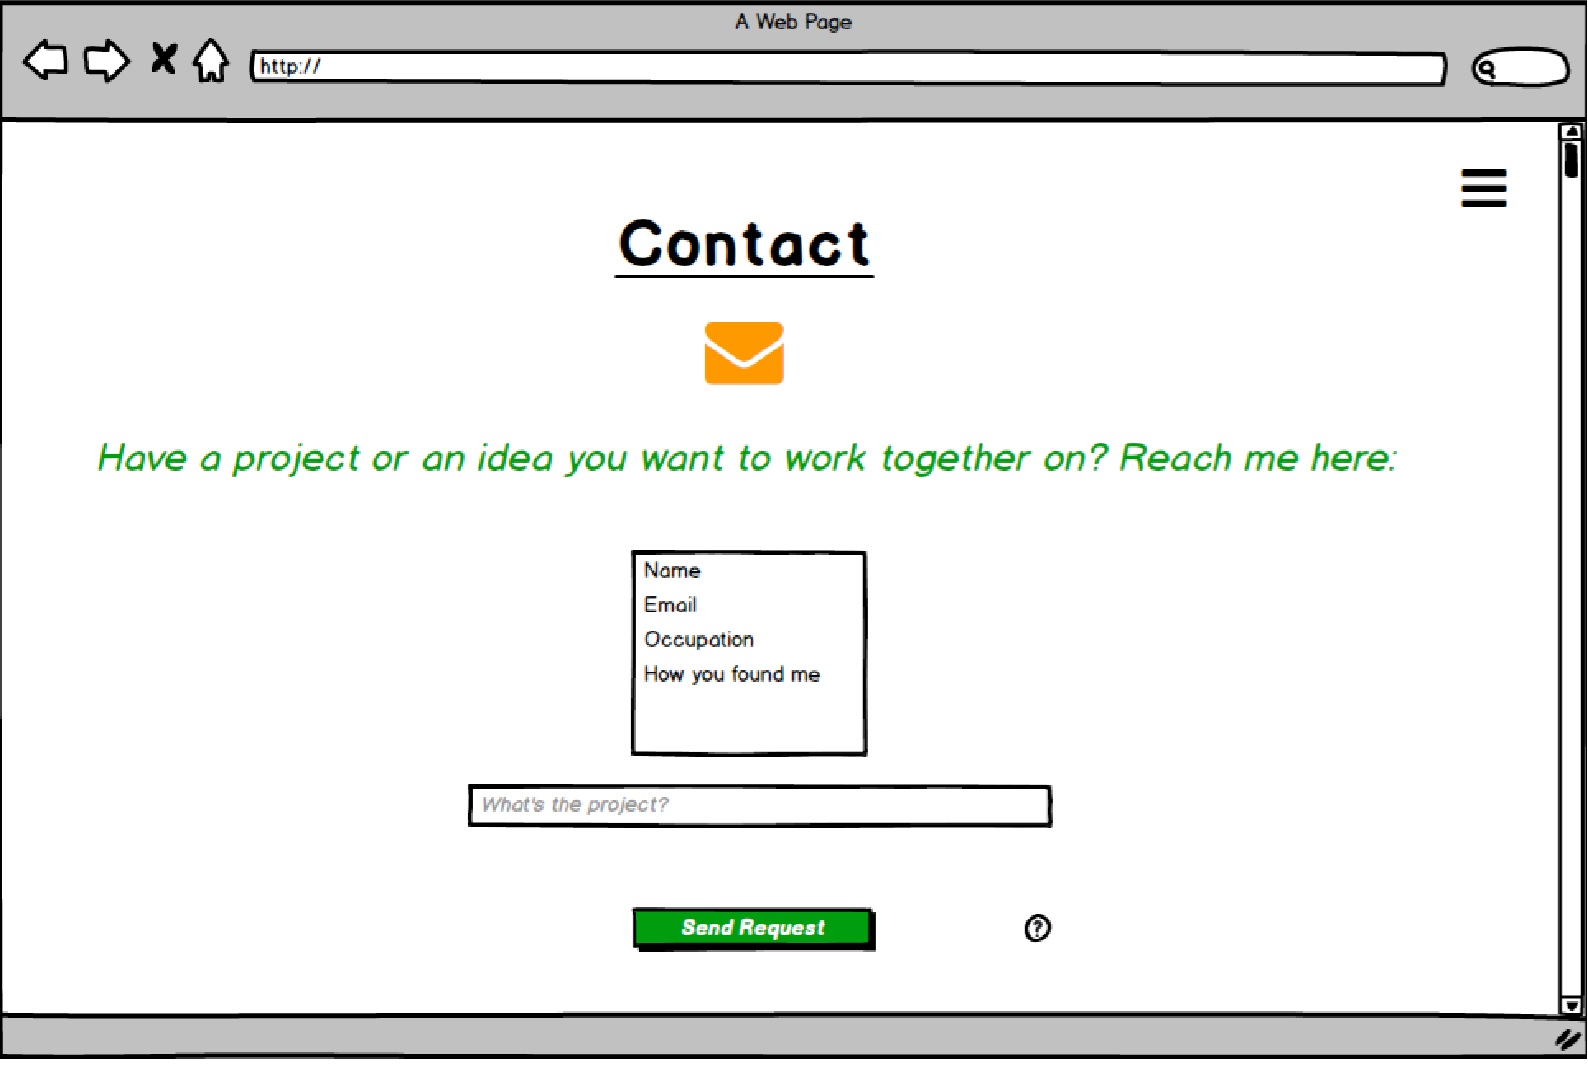 A Web Page
http://
Contact
Have a project or an idea you want to work together on? Reach me here:
Name
Email
Occupation
How you found me
What's the project?
Send Request
?